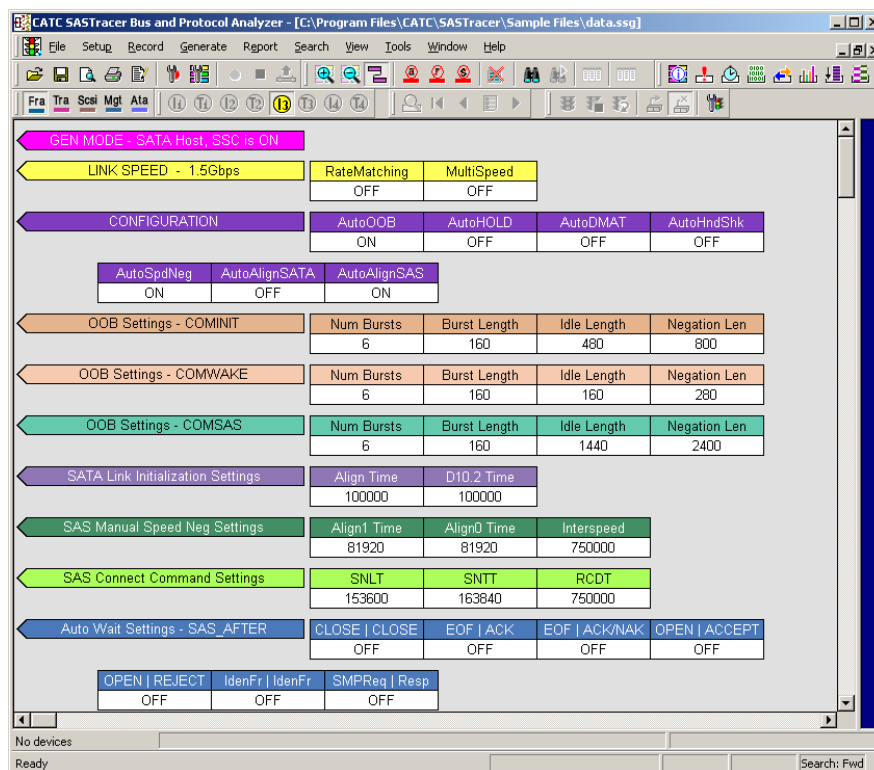 CATC SASTracer Bus and Protocol Analyzer - [C:\Program Files\CATC\SASTracer\Sample Files\data.ssg]
File Setup Record Generate Report Search View Tools Window Help
Fra Tra Scsi Mgt Ata I1 T1 I2 T2 I3 T3 I4 T4
GEN MODE - SATA Host, SSC is ON
LINK SPEED - 1.5Gbps RateMatching MultiSpeed
OFF OFF
CONFIGURATION AutoOOB AutoHOLD AutoDMAT AutoHndShk
ON OFF OFF OFF
AutoSpdNeg AutoAlignSATA AutoAlignSAS
ON OFF ON
OOB Settings - COMINIT Num Bursts Burst Length Idle Length Negation Len
6 160 480 800
OOB Settings - COMWAKE Num Bursts Burst Length Idle Length Negation Len
6 160 160 280
OOB Settings - COMSAS Num Bursts Burst Length Idle Length Negation Len
6 160 1440 2400
SATA Link Initialization Settings Align Time D10.2 Time
100000 100000
SAS Manual Speed Neg Settings Align1 Time Align0 Time Interspeed
81920 81920 750000
SAS Connect Command Settings SNLT SNTT RCDT
153600 163840 750000
Auto Wait Settings - SAS_AFTER CLOSE | CLOSE EOF | ACK EOF | ACK/NAK OPEN | ACCEPT
OFF OFF OFF OFF
OPEN | REJECT IdenFr | IdenFr SMPReq | Resp
OFF OFF OFF
No devices
Ready Search: Fwd